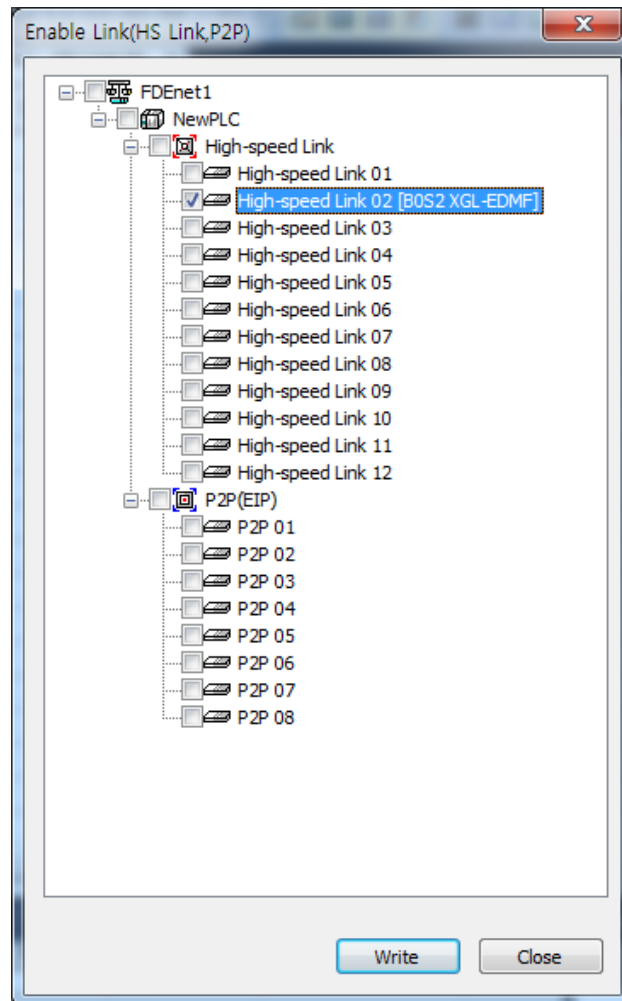 Enable Link(HS Link,P2P)
FDEnet1
NewPLC
High-speed Link
High-speed Link 01
High-speed Link 02 [B0S2 XGL-EDMF]
High-speed Link 03
High-speed Link 04
High-speed Link 05
High-speed Link 06
High-speed Link 07
High-speed Link 08
High-speed Link 09
High-speed Link 10
High-speed Link 11
High-speed Link 12
P2P(EIP)
P2P 01
P2P 02
P2P 03
P2P 04
P2P 05
P2P 06
P2P 07
P2P 08
Write Close